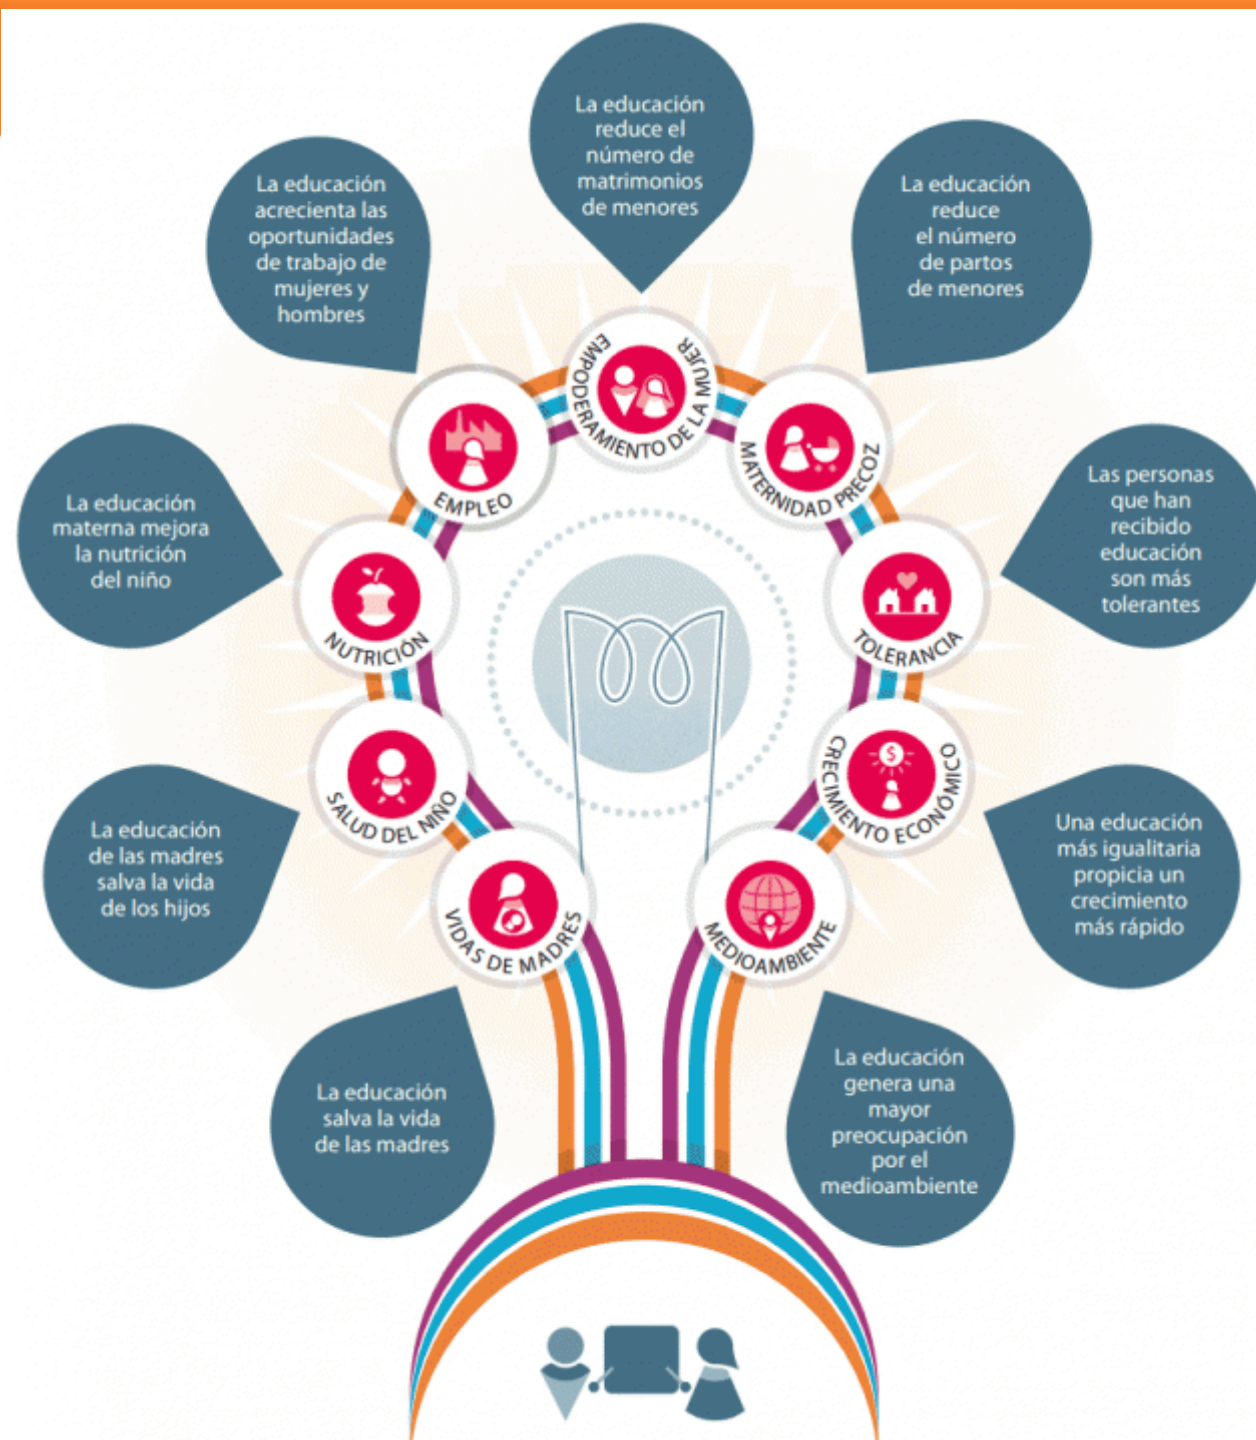 La educación
reduce el
número de
matrimonios
de menores
La educación
acrecienta las
oportunidades
de trabajo de
mujeres y
hombres
La educación
reduce
el número
de partos
de menores
EMPODERAMIENTO DE LA MUJER
EMPLEO
MATERNIDAD PRECOZ
La educación
materna mejora
la nutrición
del niño
Las personas
que han
recibido
educación
son más
tolerantes
NUTRICIÓN
TOLERANCIA
SALUD DEL NIÑO
$
CRECIMIENTO ECONÓMICO
La educación
de las madres
salva la vida
de los hijos
Una educación
más igualitaria
propicia un
crecimiento
más rápido
VIDAS DE MADRES
MEDIOAMBIENTE
La educación
salva la vida
de las madres
La educación
genera una
mayor
preocupación
por el
medioambiente